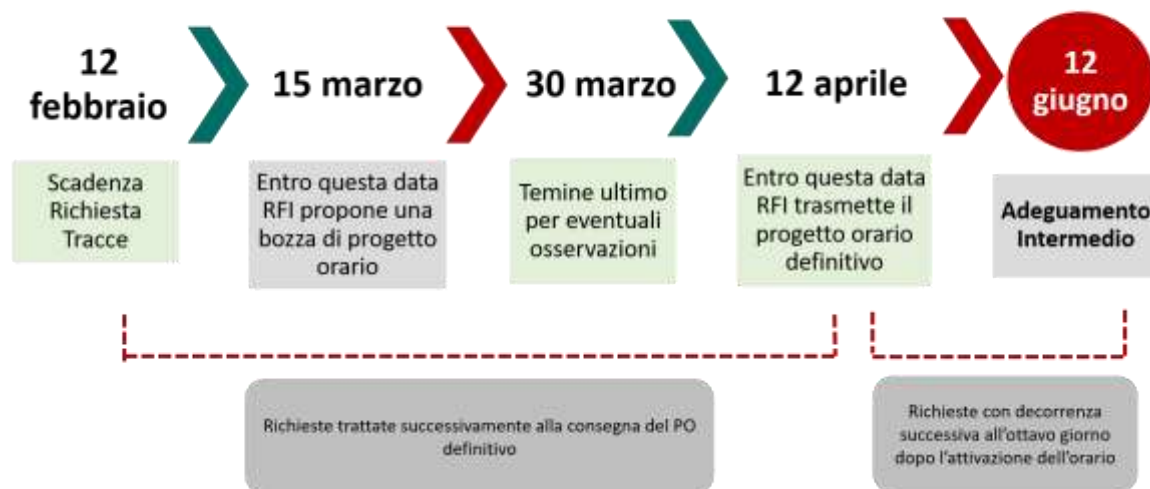 12
febbraio
15 marzo
30 marzo
12 aprile
12
giugno
Scadenza
Richiesta
Tracce
Entro questa data
RFI propone una
bozza di progetto
orario
Temine ultimo
per eventuali
osservazioni
Entro questa data
RFI trasmette il
progetto orario
definitivo
Adeguamento
Intermedio
Richieste trattate successivamente alla consegna del PO
definitivo
Richieste con decorrenza
successiva all'ottavo giorno
dopo l'attivazione dell'orario